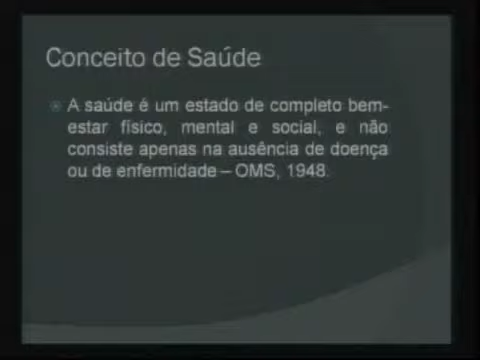 Conceito de Saúde
A saúde é um estado de completo bem-
estar físico, mental e social, e não
consiste apenas na ausência de doença
ou de enfermidade – OMS, 1948.